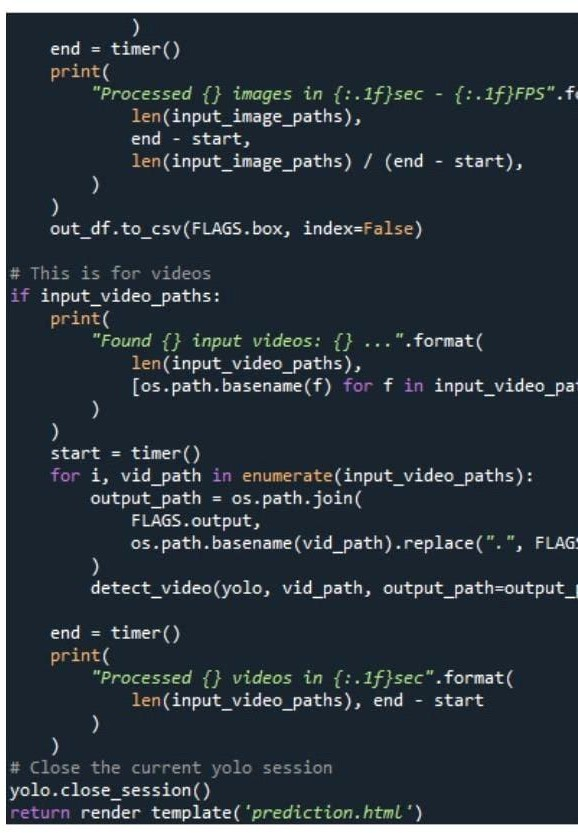 )
    end = timer()
    print(
        "Processed {} images in {:.1f}sec - {:.1f}FPS".fo
            len(input_image_paths),
            end - start,
            len(input_image_paths) / (end - start),
        )
    )
    out_df.to_csv(FLAGS.box, index=False)

# This is for videos
if input_video_paths:
    print(
        "Found {} input videos: {} ...".format(
            len(input_video_paths),
            [os.path.basename(f) for f in input_video_pat
        )
    )
    start = timer()
    for i, vid_path in enumerate(input_video_paths):
        output_path = os.path.join(
            FLAGS.output,
            os.path.basename(vid_path).replace(".", FLAGS
        )
        detect_video(yolo, vid_path, output_path=output_p

    end = timer()
    print(
        "Processed {} videos in {:.1f}sec".format(
            len(input_video_paths), end - start
        )
    )
# Close the current yolo session
yolo.close_session()
return render template('prediction.html')